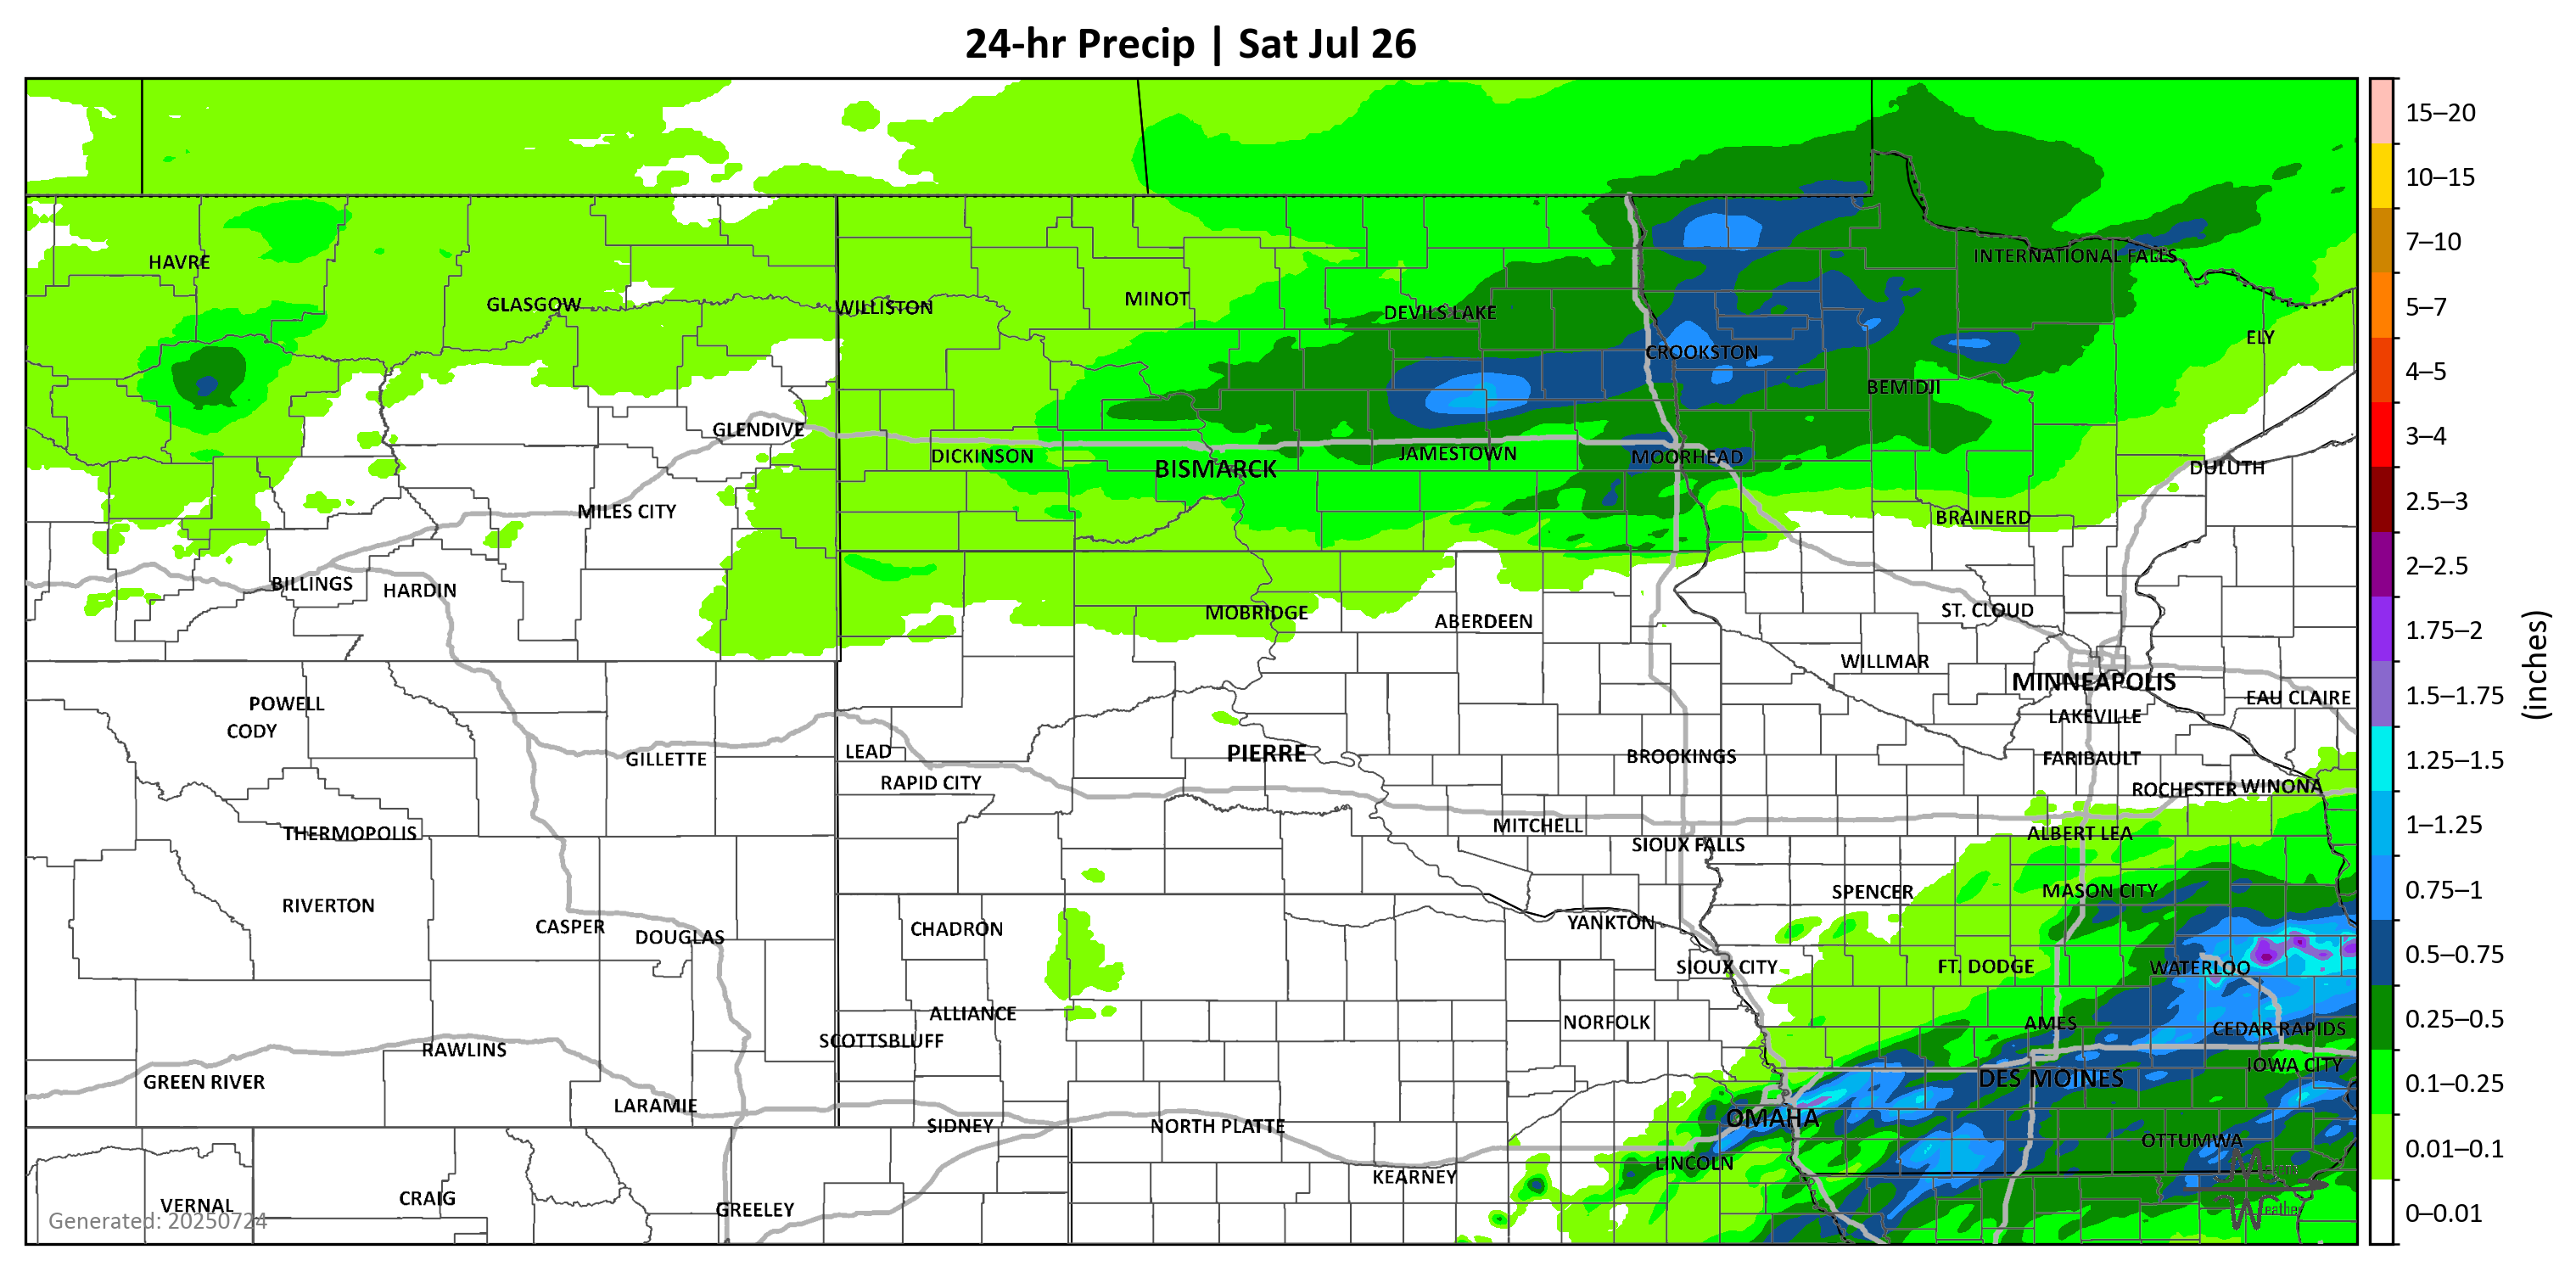 24-hr Precip | Sat Jul 26
15–20
10–15
HAVRE
INTERNATIONAL FALLS
7–10
GLASGOW
WILLISTON
MINOT
DEVILS LAKE
5–7
CROOKSTON
ELY
BEMIDJI
4–5
GLENDIVE
3–4
DICKINSON
BISMARCK
JAMESTOWN
MOORHEAD
DULUTH
MILES CITY
BRAINERD
2.5–3
BILLINGS
HARDIN
2–2.5
MOBRIDGE
ABERDEEN
ST. CLOUD
1.75–2
WILLMAR
MINNEAPOLIS
EAU CLAIRE
1.5–1.75
(inches)
POWELL
CODY
LAKEVILLE
GILLETTE
LEAD
PIERRE
BROOKINGS
FARIBAULT
1.25–1.5
RAPID CITY
ROCHESTER
WINONA
THERMOPOLIS
MITCHELL
SIOUX FALLS
ALBERT LEA
1–1.25
RIVERTON
SPENCER
MASON CITY
0.75–1
CASPER
DOUGLAS
CHADRON
YANKTON
SIOUX CITY
FT. DODGE
WATERLOO
0.5–0.75
ALLIANCE
SCOTTSBLUFF
NORFOLK
AMES
CEDAR RAPIDS
0.25–0.5
RAWLINS
GREEN RIVER
DES MOINES
IOWA CITY
0.1–0.25
LARAMIE
SIDNEY
NORTH PLATTE
OMAHA
OTTUMWA
0.01–0.1
LINCOLN
KEARNEY
VERNAL
CRAIG
GREELEY
Weather
0–0.01
Generated: 20250724